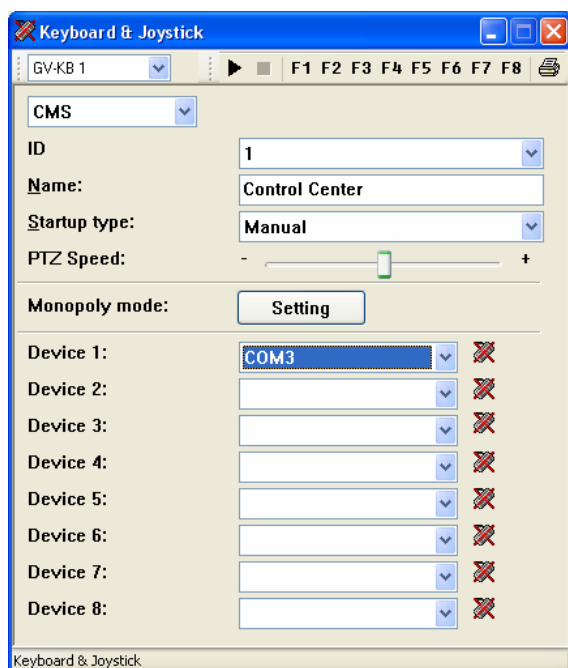 Keyboard & Joystick
GV-KB 1 F1 F2 F3 F4 F5 F6 F7 F8
CMS
ID 1
Name: Control Center
Startup type: Manual
PTZ Speed: - +
Monopoly mode: Setting
Device 1: COM3
Device 2:
Device 3:
Device 4:
Device 5:
Device 6:
Device 7:
Device 8:
Keyboard & Joystick